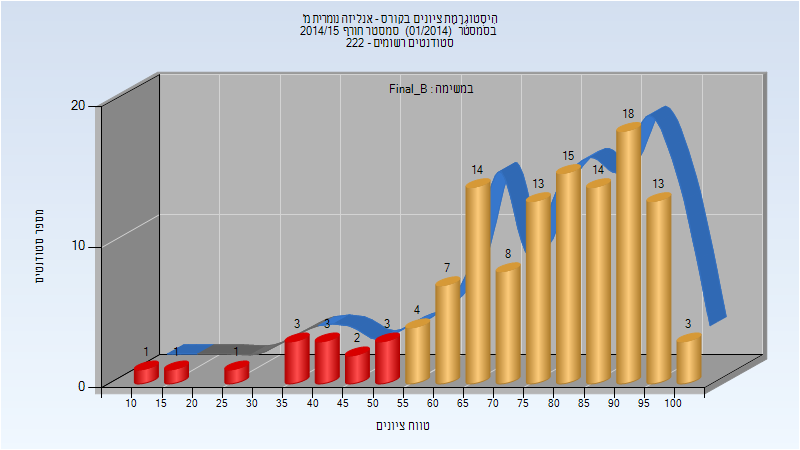 היסטוגרמת ציונים בקורס - אנליזה נומרית מ'
בסמסטר (01/2014) סמסטר חורף 2014/15
סטודנטים רשומים - 222
במשימה : Final_B
מספר סטודנטים
20
10
0
1 1 1 3 3 2 3 4 7 14 8 13 15 14 18 13 3
10 15 20 25 30 35 40 45 50 55 60 65 70 75 80 85 90 95 100
טווח ציונים